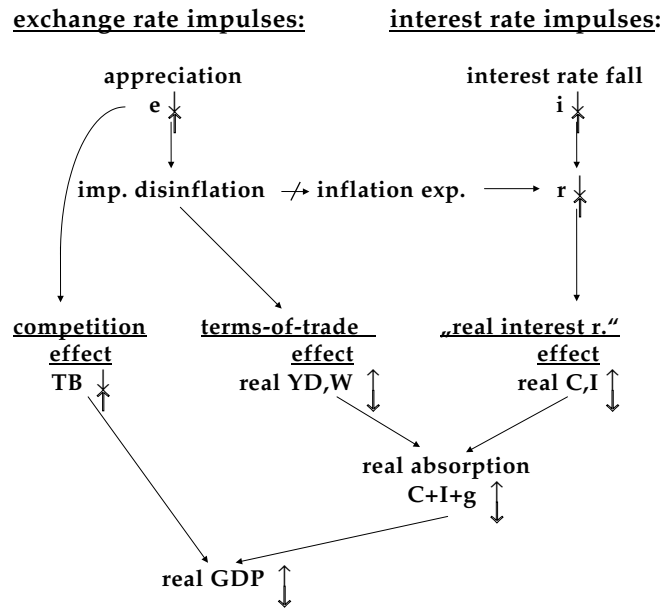 exchange rate impulses: interest rate impulses:
appreciation interest rate fall
e i
imp. disinflation inflation exp. r
competition terms-of-trade „real interest r.“
effect effect effect
TB real YD,W real C,I
real absorption
C+I+g
real GDP